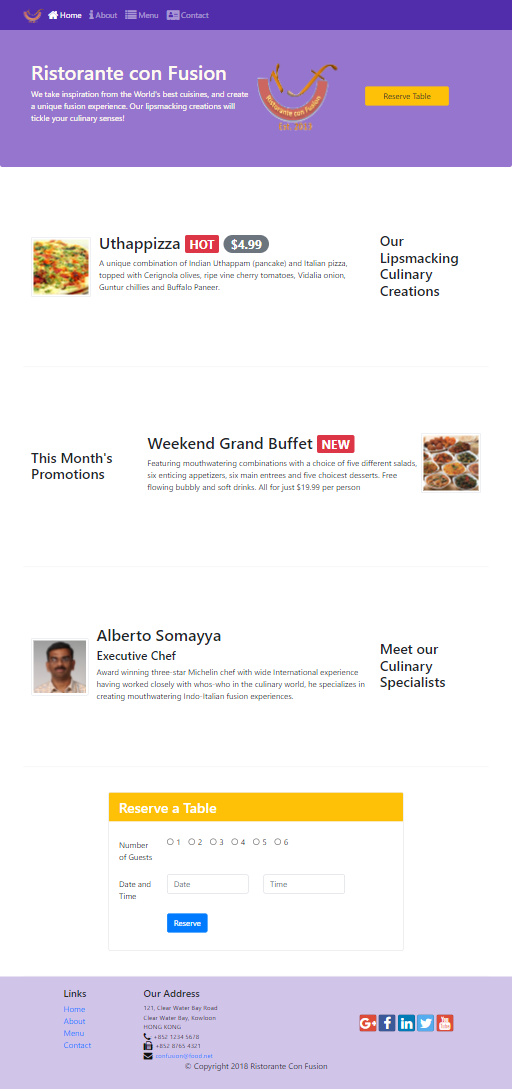 Home About Menu Contact
Ristorante con Fusion
We take inspiration from the World's best cuisines, and create
a unique fusion experience. Our lipsmacking creations will
tickle your culinary senses!
Ristorante con Fusion
Reserve Table
Uthappizza HOT $4.99
A unique combination of Indian Uthappam (pancake) and Italian pizza,
topped with Cerignola olives, ripe vine cherry tomatoes, Vidalia onion,
Guntur chillies and Buffalo Paneer.
Our
Lipsmacking
Culinary
Creations
This Month's
Promotions
Weekend Grand Buffet NEW
Featuring mouthwatering combinations with a choice of five different salads,
six enticing appetizers, six main entrees and five choicest desserts. Free
flowing bubbly and soft drinks. All for just $19.99 per person
Alberto Somayya
Executive Chef
Award winning three-star Michelin chef with wide International experience
having worked closely with whos-who in the culinary world, he specializes in
creating mouthwatering Indo-Italian fusion experiences.
Meet our
Culinary
Specialists
Reserve a Table
Number
of Guests
1 2 3 4 5 6
Date and
Time
Date Time
Reserve
Links
Home
About
Menu
Contact
Our Address
121, Clear Water Bay Road
Clear Water Bay, Kowloon
HONG KONG
+852 1234 5678
+852 8765 4321
confusion@food.net
G+ f in You Tube
© Copyright 2018 Ristorante Con Fusion